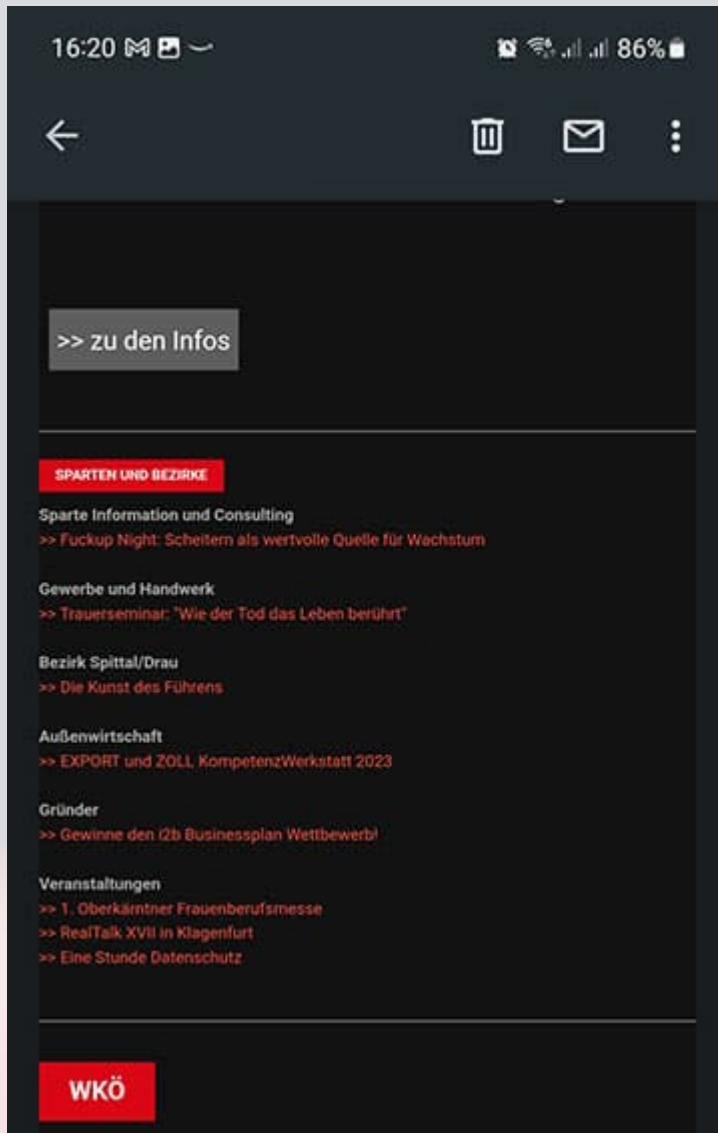 16:20
86%
>> zu den Infos
SPARTEN UND BEZIRKE
Sparte Information und Consulting
>> Fuckup Night: Scheitern als wertvolle Quelle für Wachstum
Gewerbe und Handwerk
>> Trauerseminar: "Wie der Tod das Leben berührt"
Bezirk Spittal/Drau
>> Die Kunst des Führens
Außenwirtschaft
>> EXPORT und ZOLL KompetenzWerkstatt 2023
Gründer
>> Gewinne den i2b Businessplan Wettbewerb!
Veranstaltungen
>> 1. Oberkärntner Frauenberufsmesse
>> RealTalk XVII in Klagenfurt
>> Eine Stunde Datenschutz
WKÖ